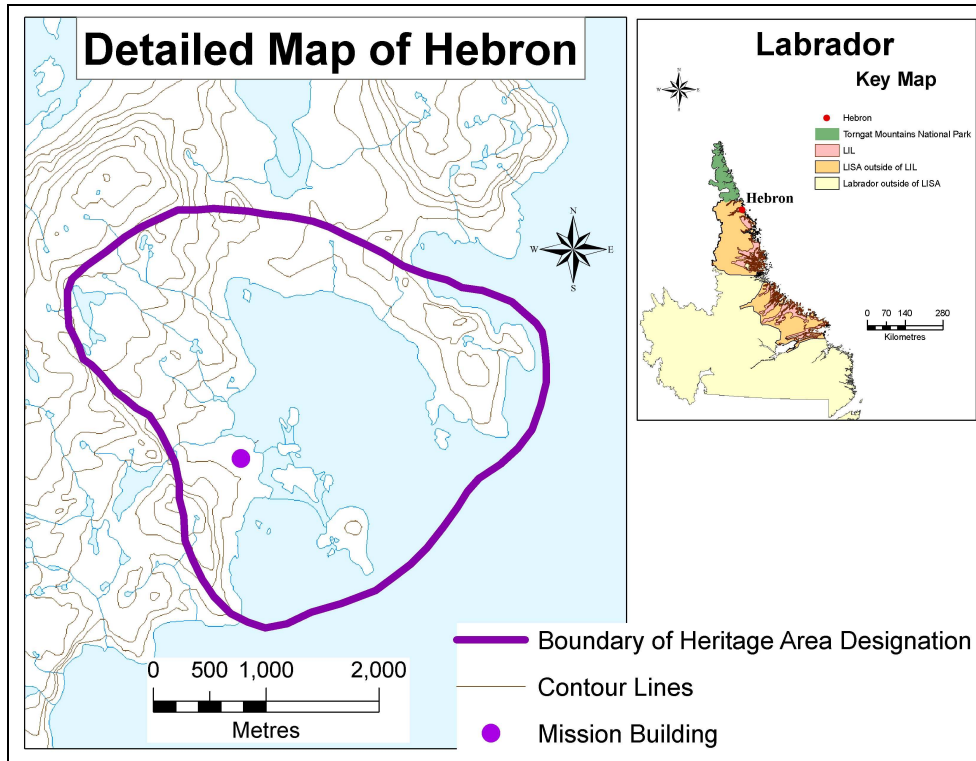 Detailed Map of Hebron
N
W
E
S
0 500 1,000 2,000
Metres
Boundary of Heritage Area Designation
Contour Lines
Mission Building
Labrador
Key Map
N
W
E
S
Hebron
Torngat Mountains National Park
LIL
LISA outside of LIL
Labrador outside of LISA
Hebron
0 70 140 280
Kilometres